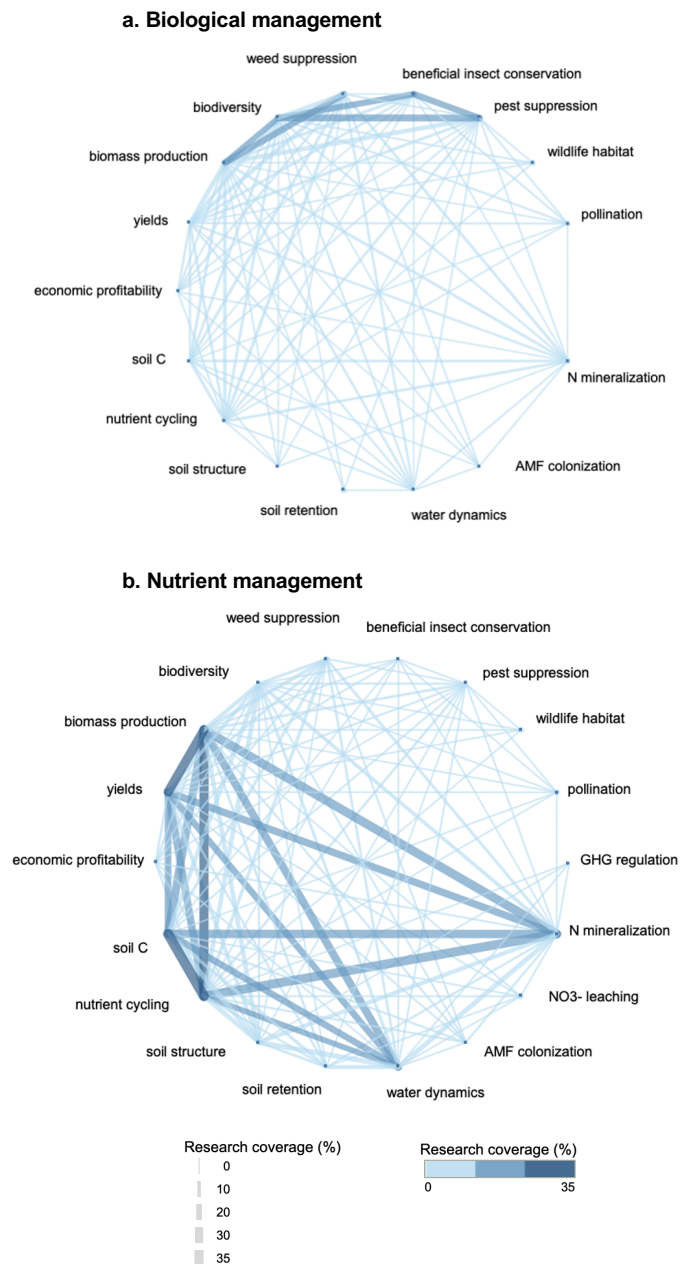 a. Biological management
weed suppression
beneficial insect conservation
biodiversity
pest suppression
biomass production
wildlife habitat
yields
pollination
economic profitability
soil C
N mineralization
nutrient cycling
soil structure
AMF colonization
soil retention
water dynamics
b. Nutrient management
weed suppression
beneficial insect conservation
biodiversity
pest suppression
biomass production
wildlife habitat
yields
pollination
economic profitability
GHG regulation
N mineralization
soil C
NO3- leaching
nutrient cycling
soil structure
AMF colonization
soil retention
water dynamics
Research coverage (%)
0
10
20
30
35
Research coverage (%)
0 35